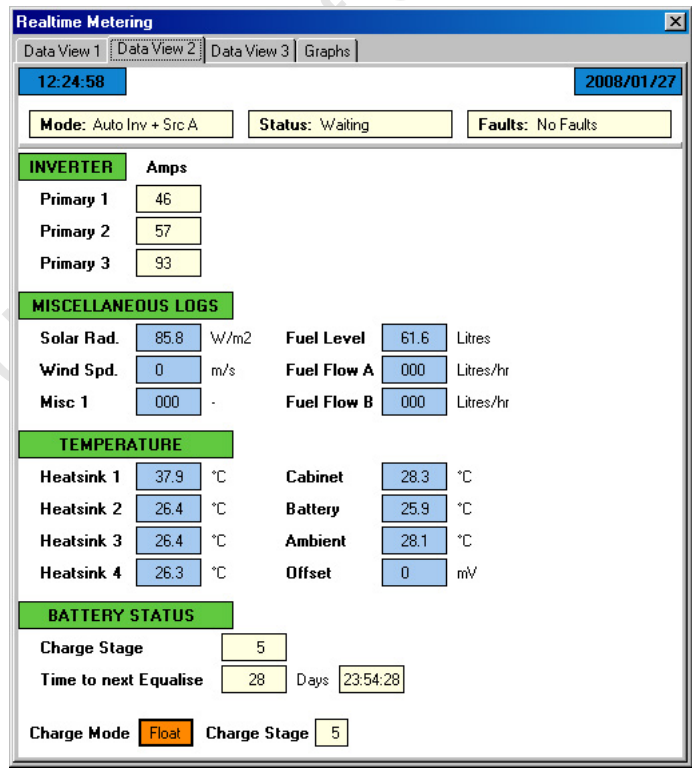 Realtime Metering
Data View 1 Data View 2 Data View 3 Graphs
12:24:58 2008/01/27
Mode: Auto Inv + Src A Status: Waiting Faults: No Faults
INVERTER Amps
Primary 1 46
Primary 2 57
Primary 3 93
MISCELLANEOUS LOGS
Solar Rad. 85.8 W/m2 Fuel Level 61.6 Litres
Wind Spd. 0 m/s Fuel Flow A 000 Litres/hr
Misc 1 000 - Fuel Flow B 000 Litres/hr
TEMPERATURE
Heatsink 1 37.9 °C Cabinet 28.3 °C
Heatsink 2 26.4 °C Battery 25.9 °C
Heatsink 3 26.4 °C Ambient 28.1 °C
Heatsink 4 26.3 °C Offset 0 mV
BATTERY STATUS
Charge Stage 5
Time to next Equalise 28 Days 23:54:28
Charge Mode Float Charge Stage 5